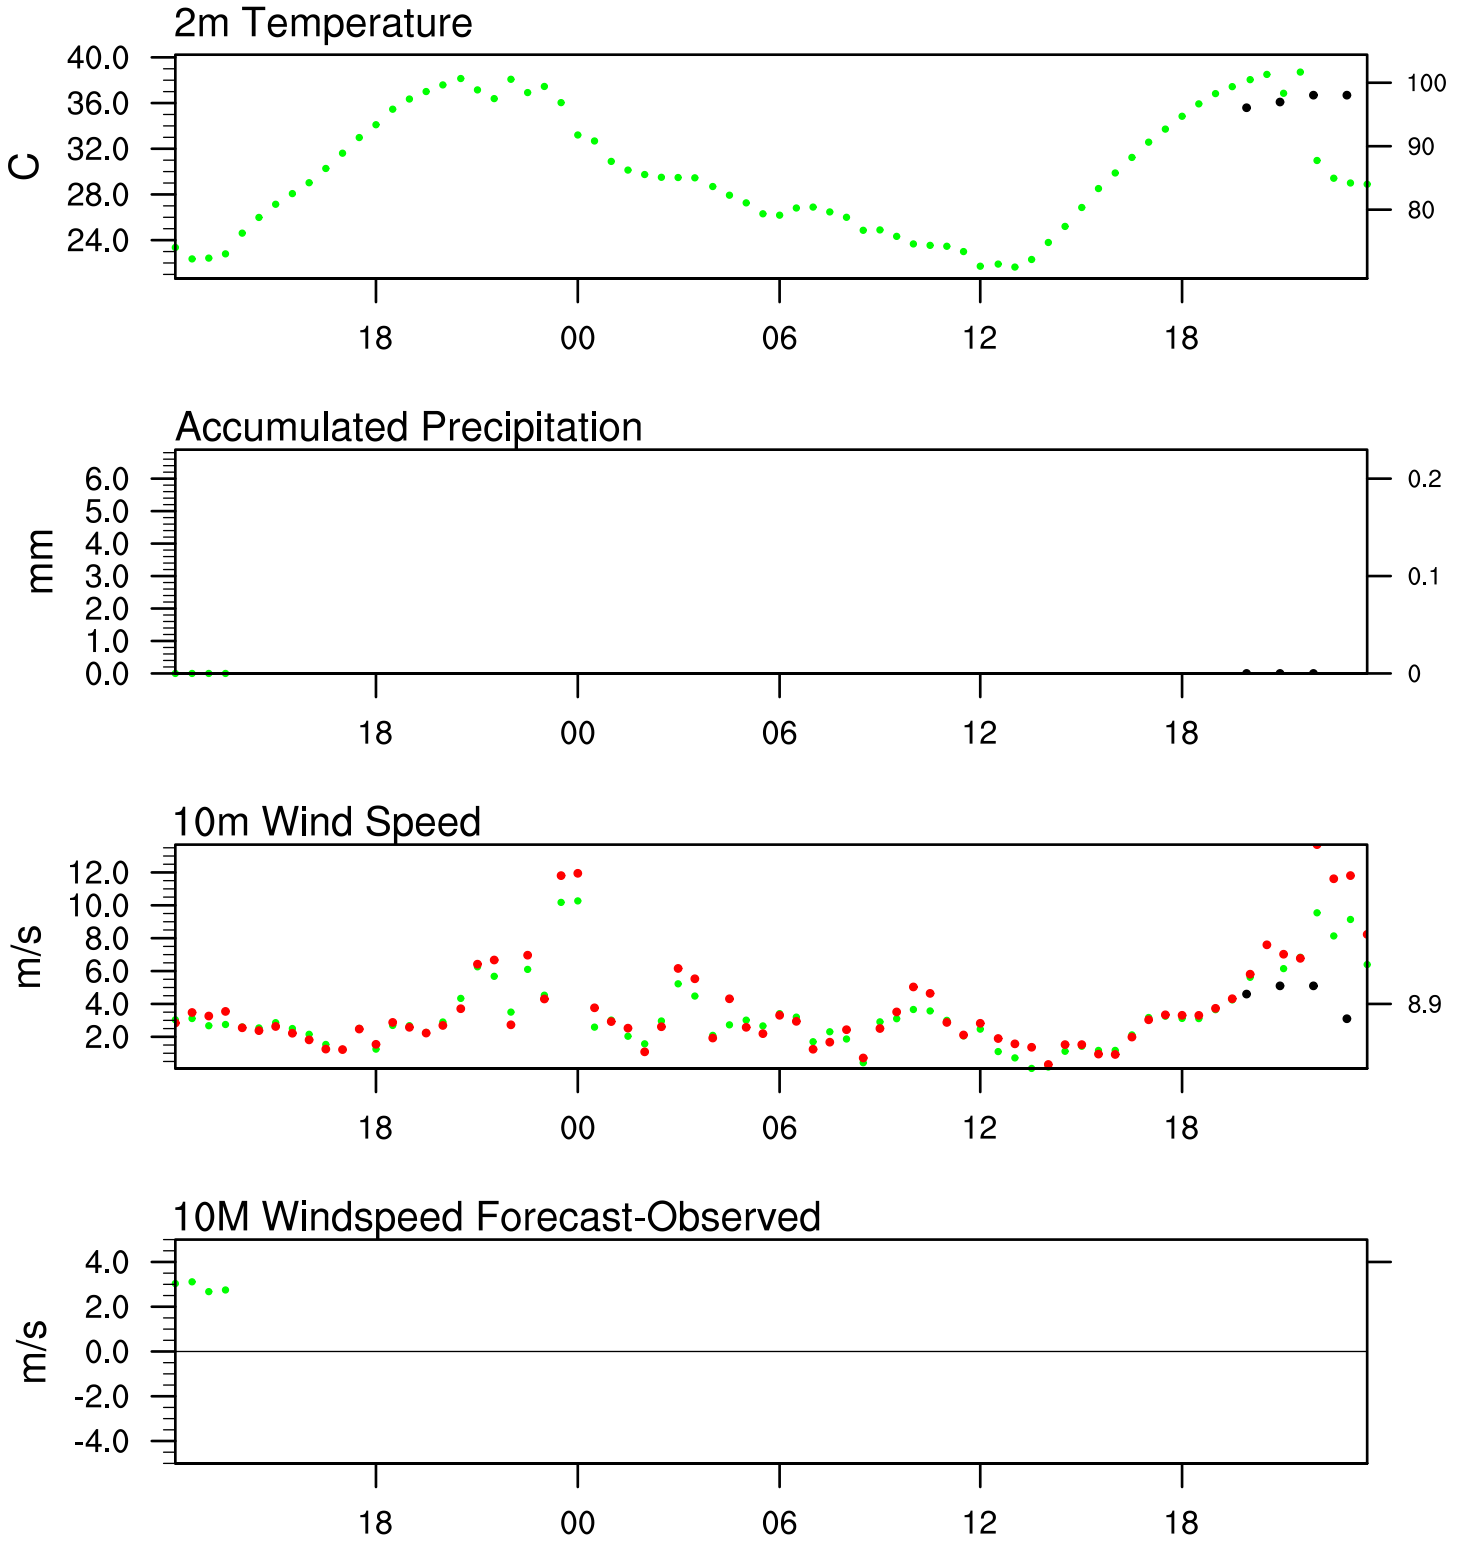 2m Temperature
40.0
36.0
32.0
28.0
24.0
C
100
90
80
18 00 06 12 18
Accumulated Precipitation
6.0
5.0
4.0
3.0
2.0
1.0
0.0
mm
0.2
0.1
0
18 00 06 12 18
10m Wind Speed
12.0
10.0
8.0
6.0
4.0
2.0
m/s
8.9
18 00 06 12 18
10M Windspeed Forecast-Observed
4.0
2.0
0.0
-2.0
-4.0
m/s
18 00 06 12 18